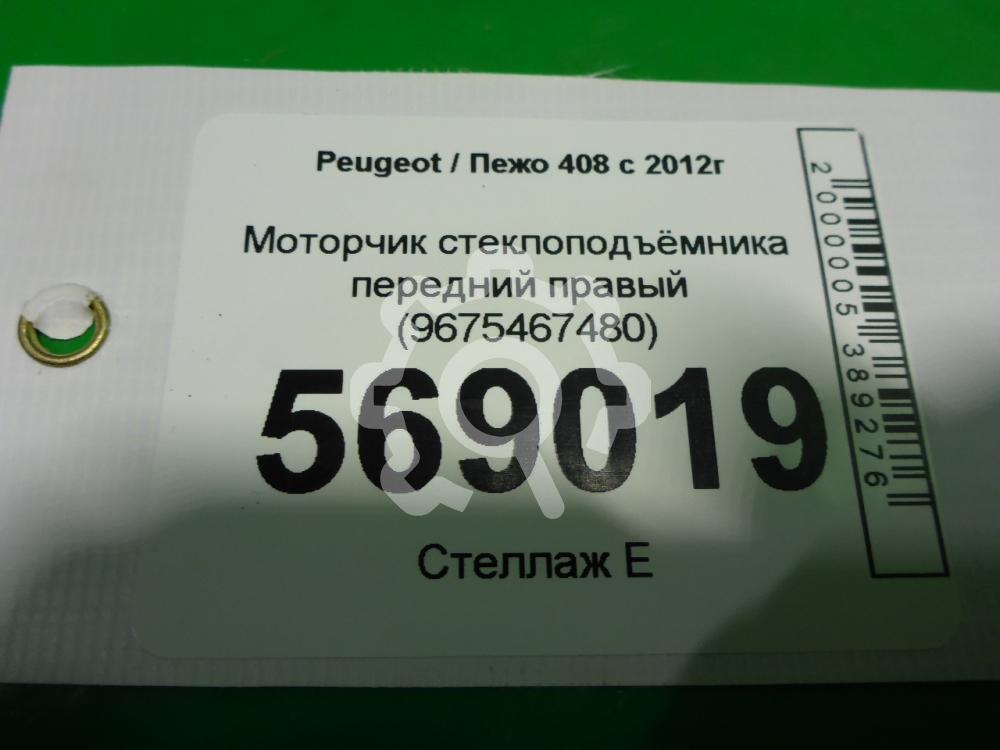 Peugeot / Пежо 408 с 2012г
Моторчик стеклоподъёмника
передний правый
(9675467480)
569019
Стеллаж Е
2000005389276